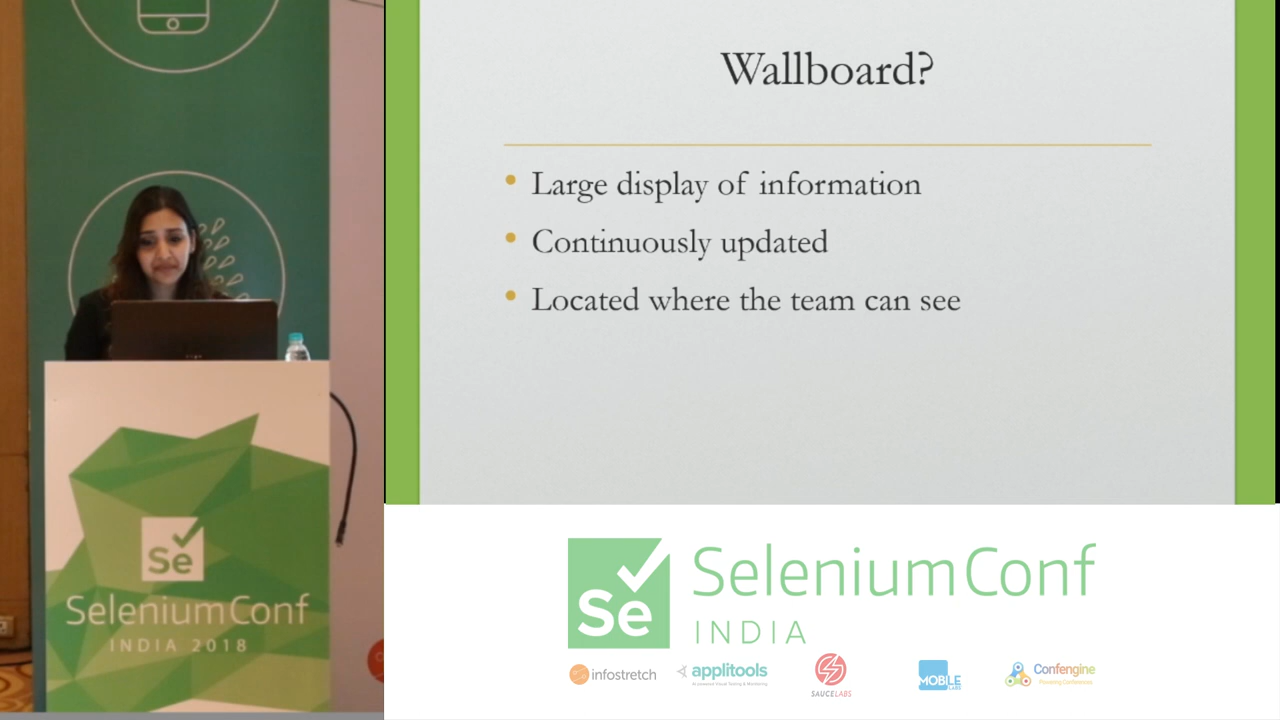 Wallboard?
• Large display of information
• Continuously updated
• Located where the team can see
Se
SeleniumConf
INDIA 2018
Se
SeleniumConf
INDIA
infostretch
applitools
SAUCELABS
MOBILE
LABS
Confengine